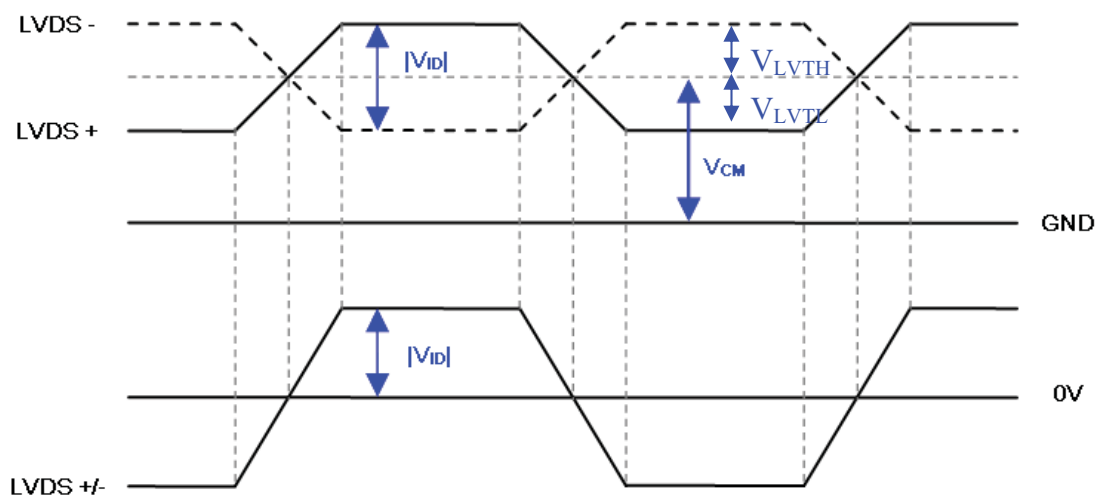 LVDS -
|VID|
VLVTH
LVDS +
VLVTL
VCM
GND
|VID|
0V
LVDS +/-